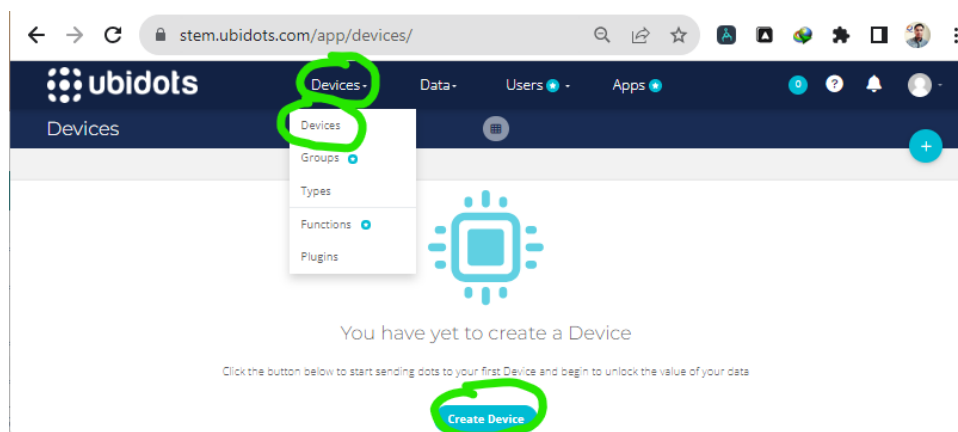 stem.ubidots.com/app/devices/
ubidots Devices Data Users Apps 0 ?
Devices
Devices
Groups
Types
Functions
Plugins
+
You have yet to create a Device
Click the button below to start sending dots to your first Device and begin to unlock the value of your data
Create Device